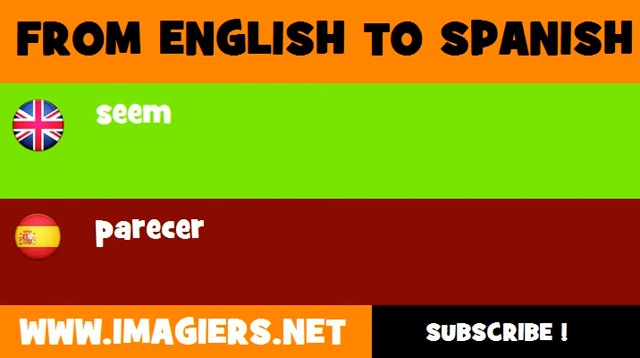 FROM ENGLISH TO SPANISH
seem
parecer
WWW.IMAGIERS.NET
SUBSCRIBE !